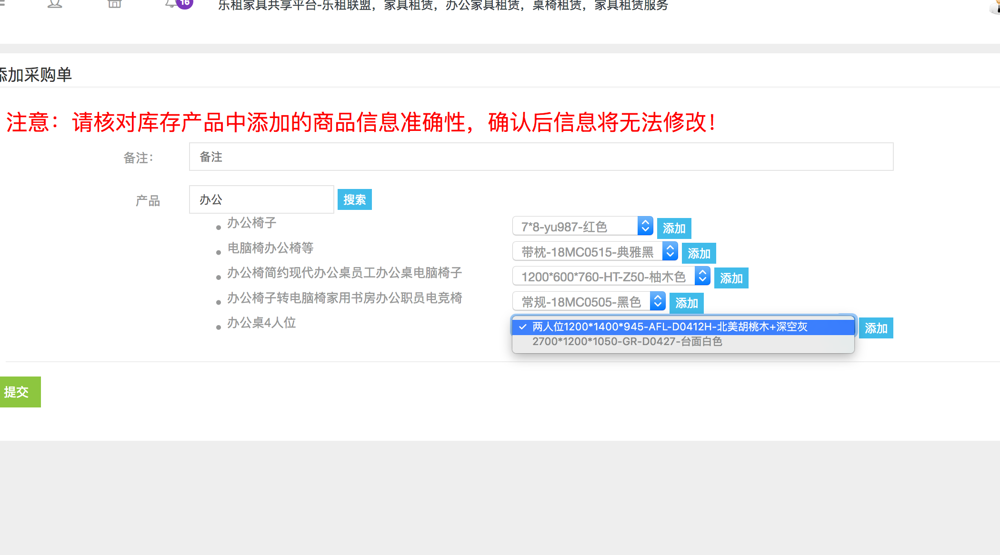 16
乐租家具共享平台-乐租联盟，家具租赁，办公家具租赁，桌椅租赁，家具租赁服务
添加采购单
注意：请核对库存产品中添加的商品信息准确性，确认后信息将无法修改！
备注： 备注
产品 办公 搜索
办公椅子 7*8-yu987-红色 添加
电脑椅办公椅等 带枕-18MC0515-典雅黑 添加
办公椅简约现代办公桌员工办公桌电脑椅子 1200*600*760-HT-Z50-柚木色 添加
办公椅子转电脑椅家用书房办公职员电竞椅 常规-18MC0505-黑色 添加
办公桌4人位 两人位1200*1400*945-AFL-D0412H-北美胡桃木+深空灰 添加
2700*1200*1050-GR-D0427-台面白色
提交